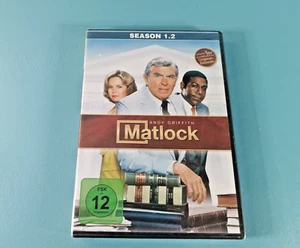 SEASON 1.2
ANDY GRIFFITH
Matlock
FSK
12